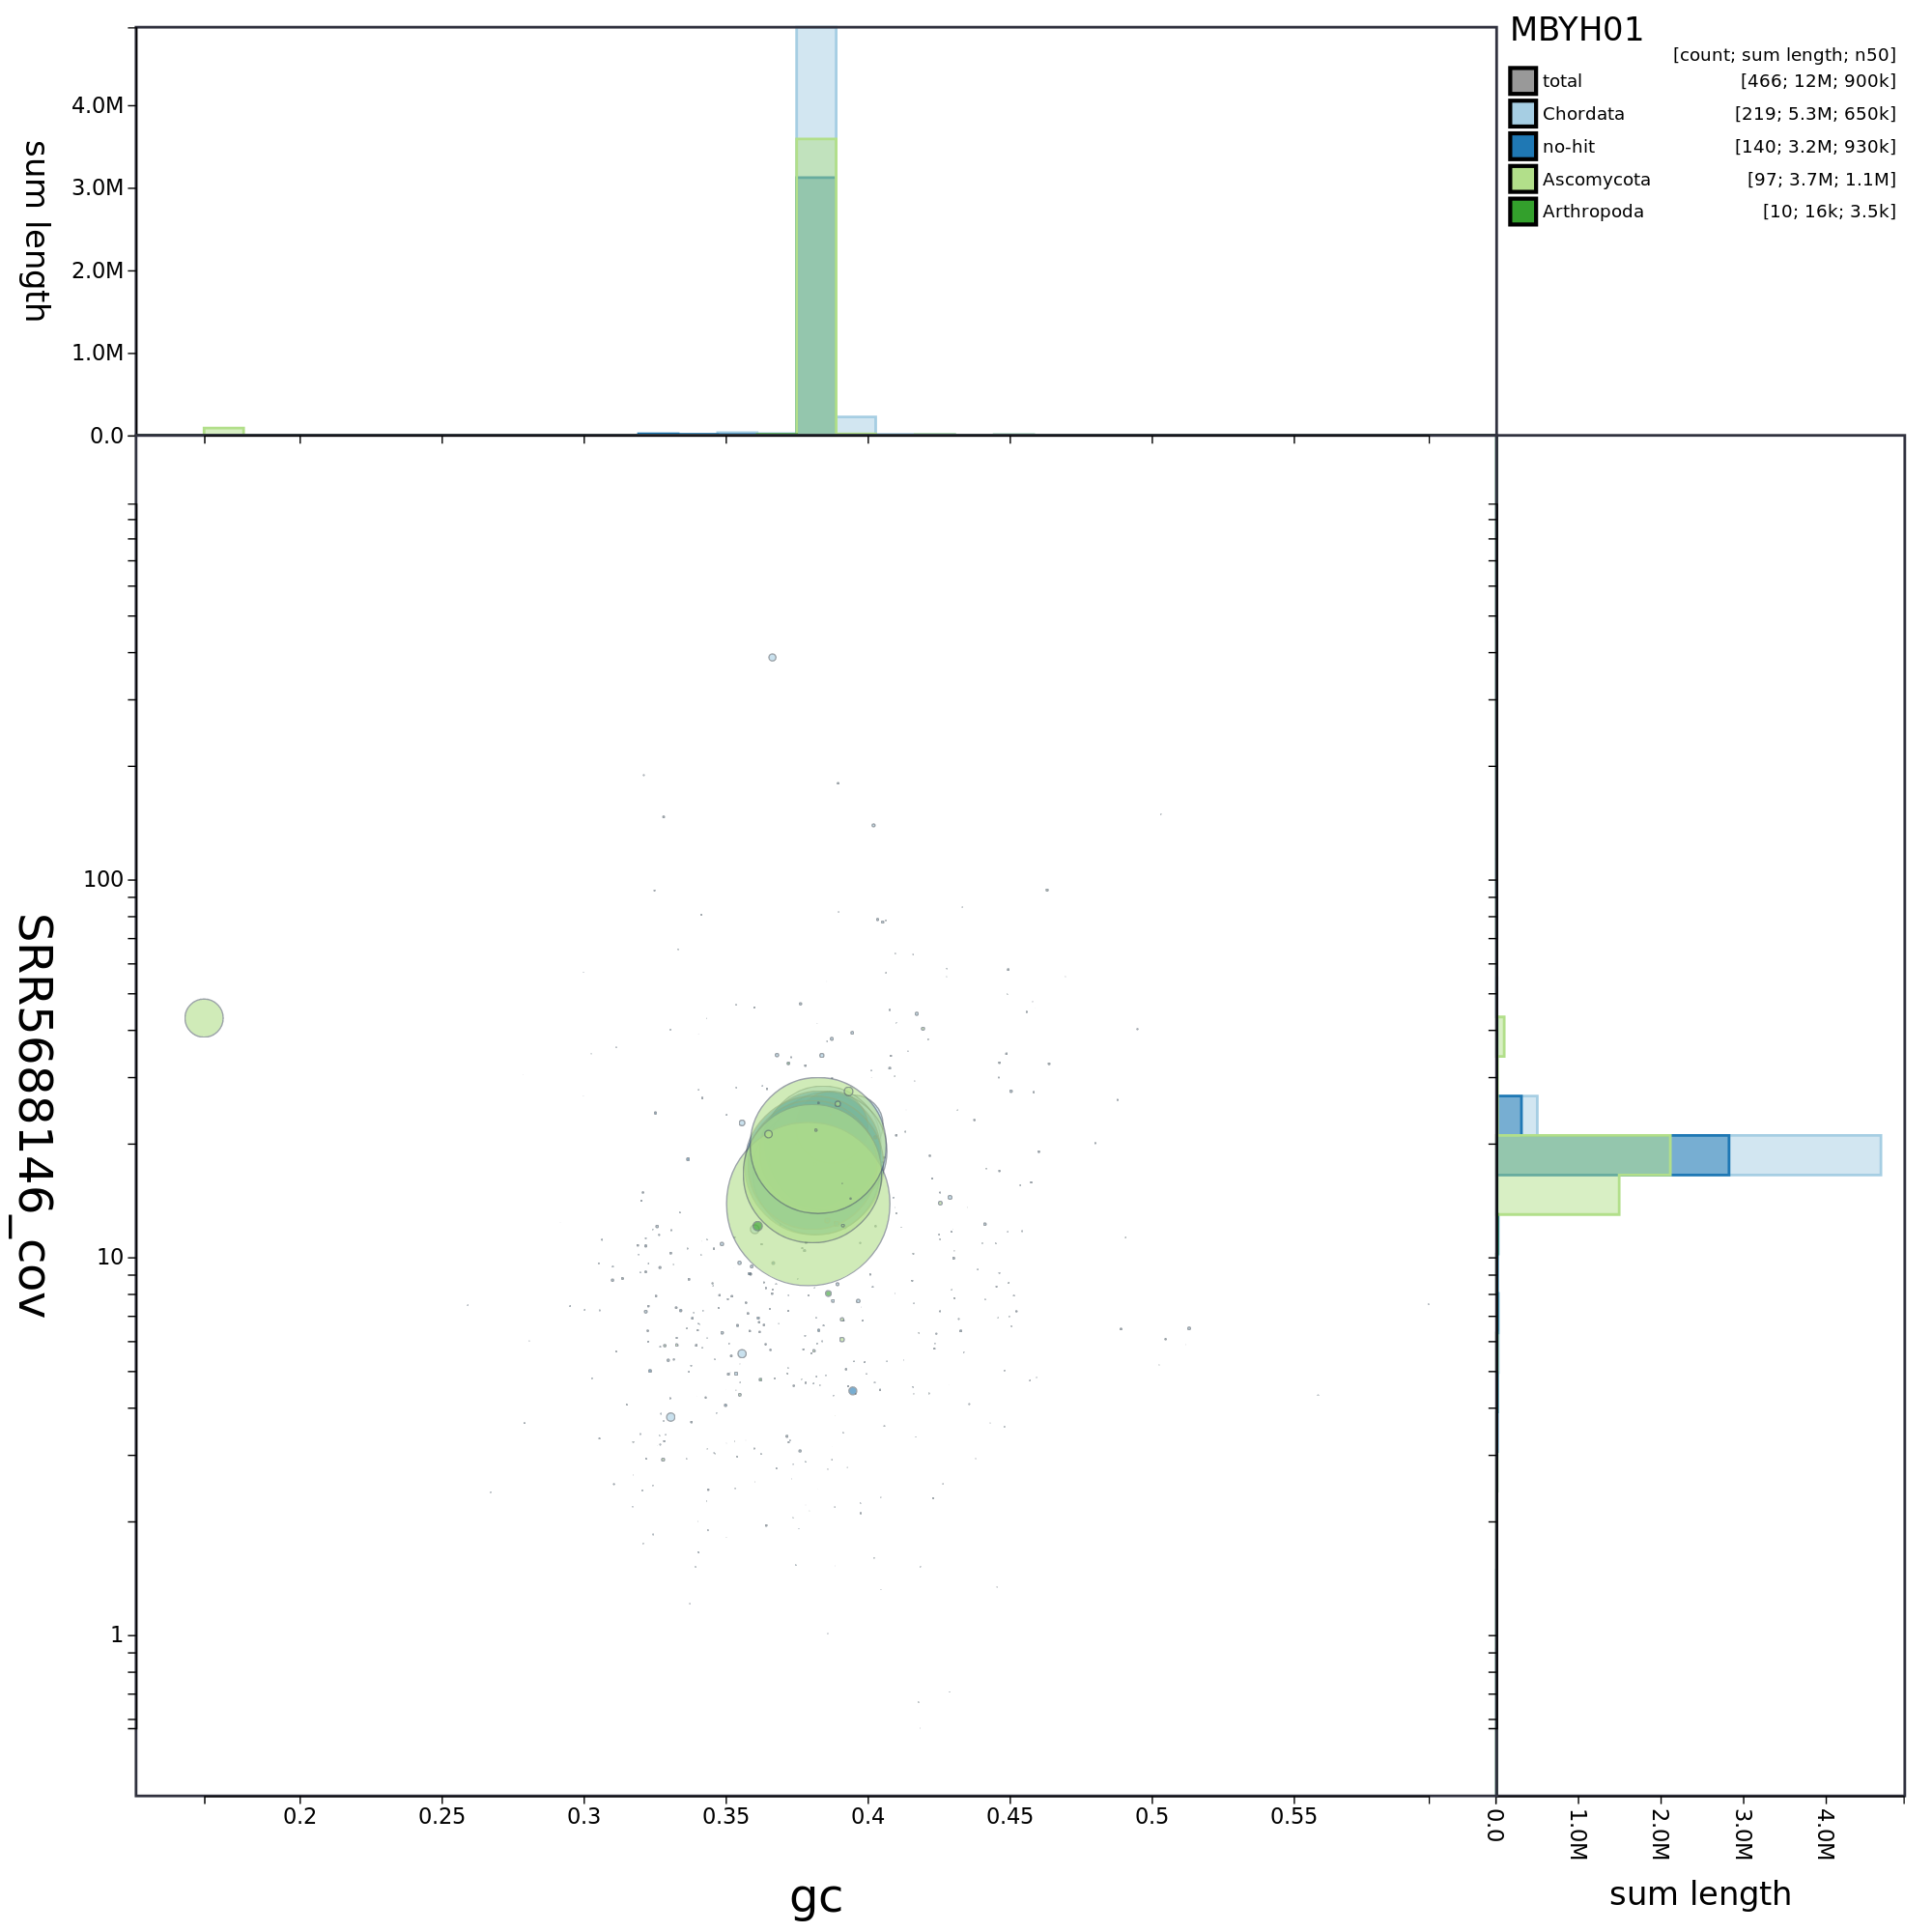 MBYH01
[count; sum length; n50]
total [466; 12M; 900k]
Chordata [219; 5.3M; 650k]
no-hit [140; 3.2M; 930k]
Ascomycota [97; 3.7M; 1.1M]
Arthropoda [10; 16k; 3.5k]
sum length
4.0M
3.0M
2.0M
1.0M
0.0
SRR5688146_cov
100
10
1
0.2 0.25 0.3 0.35 0.4 0.45 0.5 0.55
gc
0.0 1.0M 2.0M 3.0M 4.0M
sum length